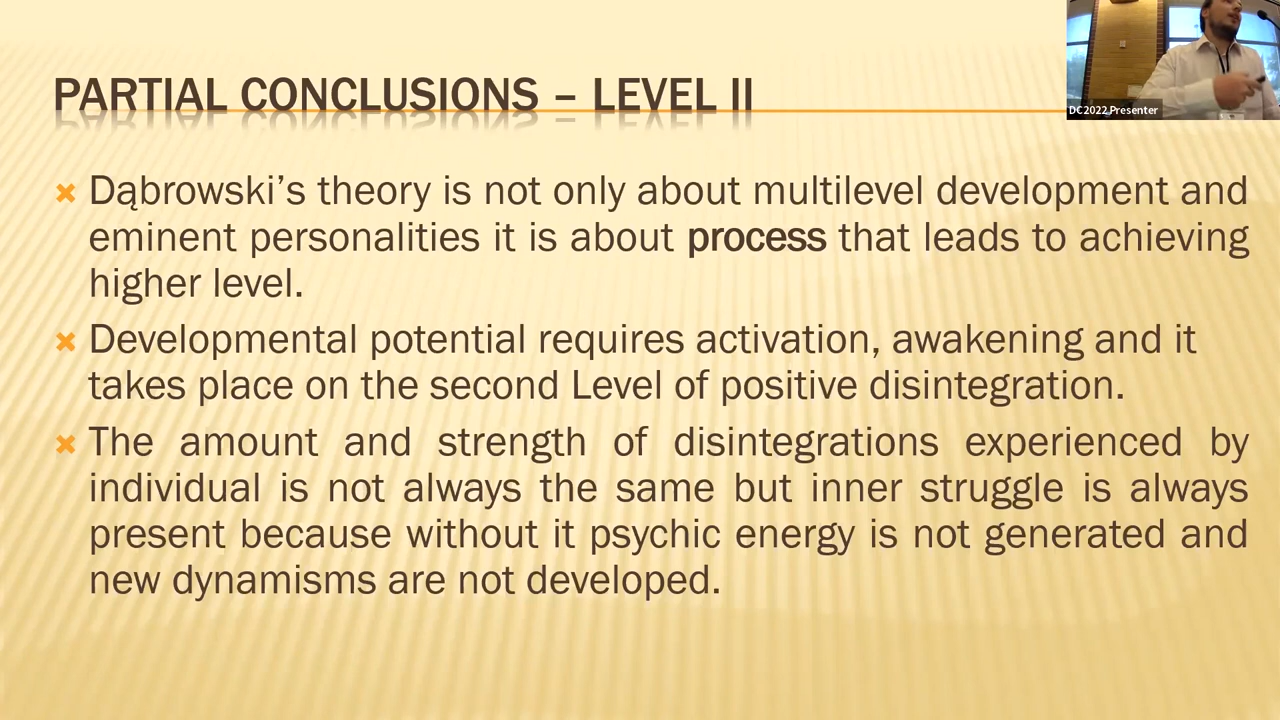 PARTIAL CONCLUSIONS – LEVEL II
DC2022 Presenter
Dąbrowski’s theory is not only about multilevel development and
eminent personalities it is about process that leads to achieving
higher level.
Developmental potential requires activation, awakening and it
takes place on the second Level of positive disintegration.
The amount and strength of disintegrations experienced by
individual is not always the same but inner struggle is always
present because without it psychic energy is not generated and
new dynamisms are not developed.